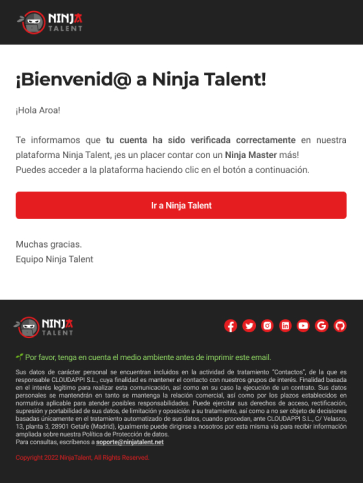 NINJA
TALENT
¡Bienvenid@ a Ninja Talent!
¡Hola Aroa!
Te informamos que tu cuenta ha sido verificada correctamente en nuestra
plataforma Ninja Talent, ¡es un placer contar con un Ninja Master más!
Puedes acceder a la plataforma haciendo clic en el botón a continuación.
Ir a Ninja Talent
Muchas gracias.
Equipo Ninja Talent
NINJA
TALENT
Por favor, tenga en cuenta el medio ambiente antes de imprimir este email.
Sus datos de carácter personal se encuentran incluidos en la actividad de tratamiento "Contactos", de la que es
responsable CLOUDAPPI S.L., cuya finalidad es mantener el contacto con nuestros grupos de interés. Finalidad basada
en el interés legítimo para realizar esta comunicación, así como en su caso la ejecución de un contrato. Sus datos
personales se mantendrán en tanto se mantenga la relación comercial, así como por los plazos establecidos en
normativa aplicable para atender posibles responsabilidades. Puede ejercitar sus derechos de acceso, rectificación,
supresión y portabilidad de sus datos, de limitación y oposición a su tratamiento, así como a no ser objeto de decisiones
basadas únicamente en el tratamiento automatizado de sus datos, cuando procedan, ante CLOUDAPPI S.L., C/ Velasco,
13, planta 3, 28901 Getafe (Madrid), igualmente puede dirigirse a nosotros por esta misma vía para recibir información
ampliada sobre nuestra Política de Protección de datos.
Para consultas, escríbenos a soporte@ninjatalent.net
Copyright 2022 NinjaTalent, All Rights Reserved.